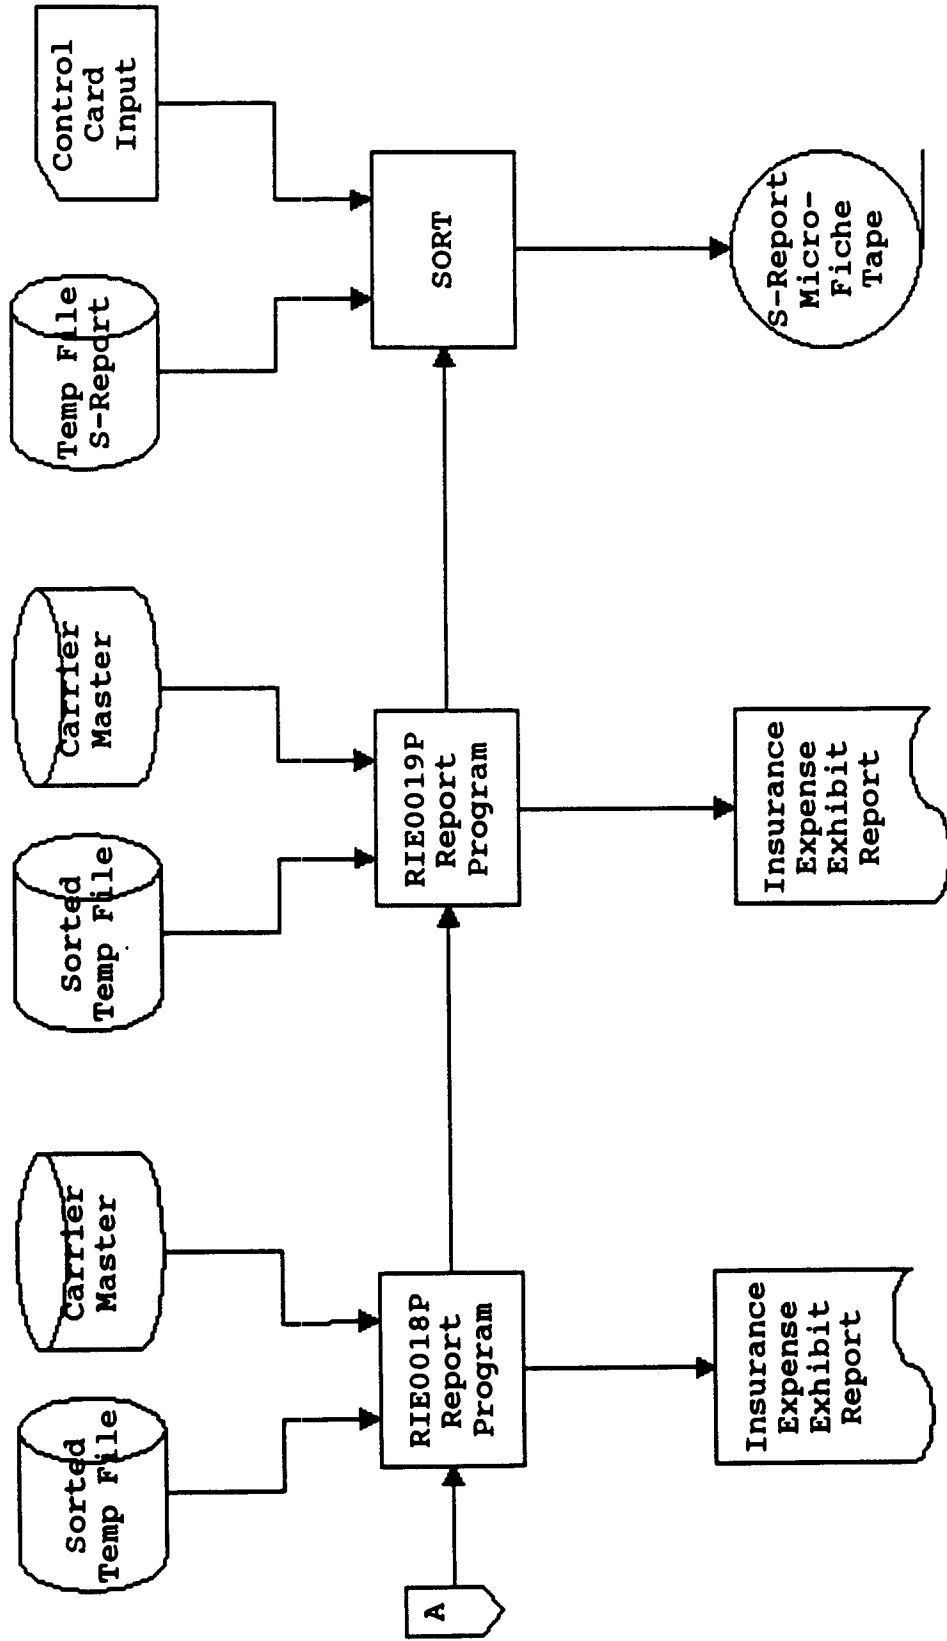 Sorted
Temp File
Carrier
Master
Sorted
Temp File
Carrier
Master
Temp File
S-Report
Control
Card
Input
A
RIE0018P
Report
Program
RIE0019P
Report
Program
SORT
Insurance
Expense
Exhibit
Report
Insurance
Expense
Exhibit
Report
S-Report
Micro-
Fiche
Tape